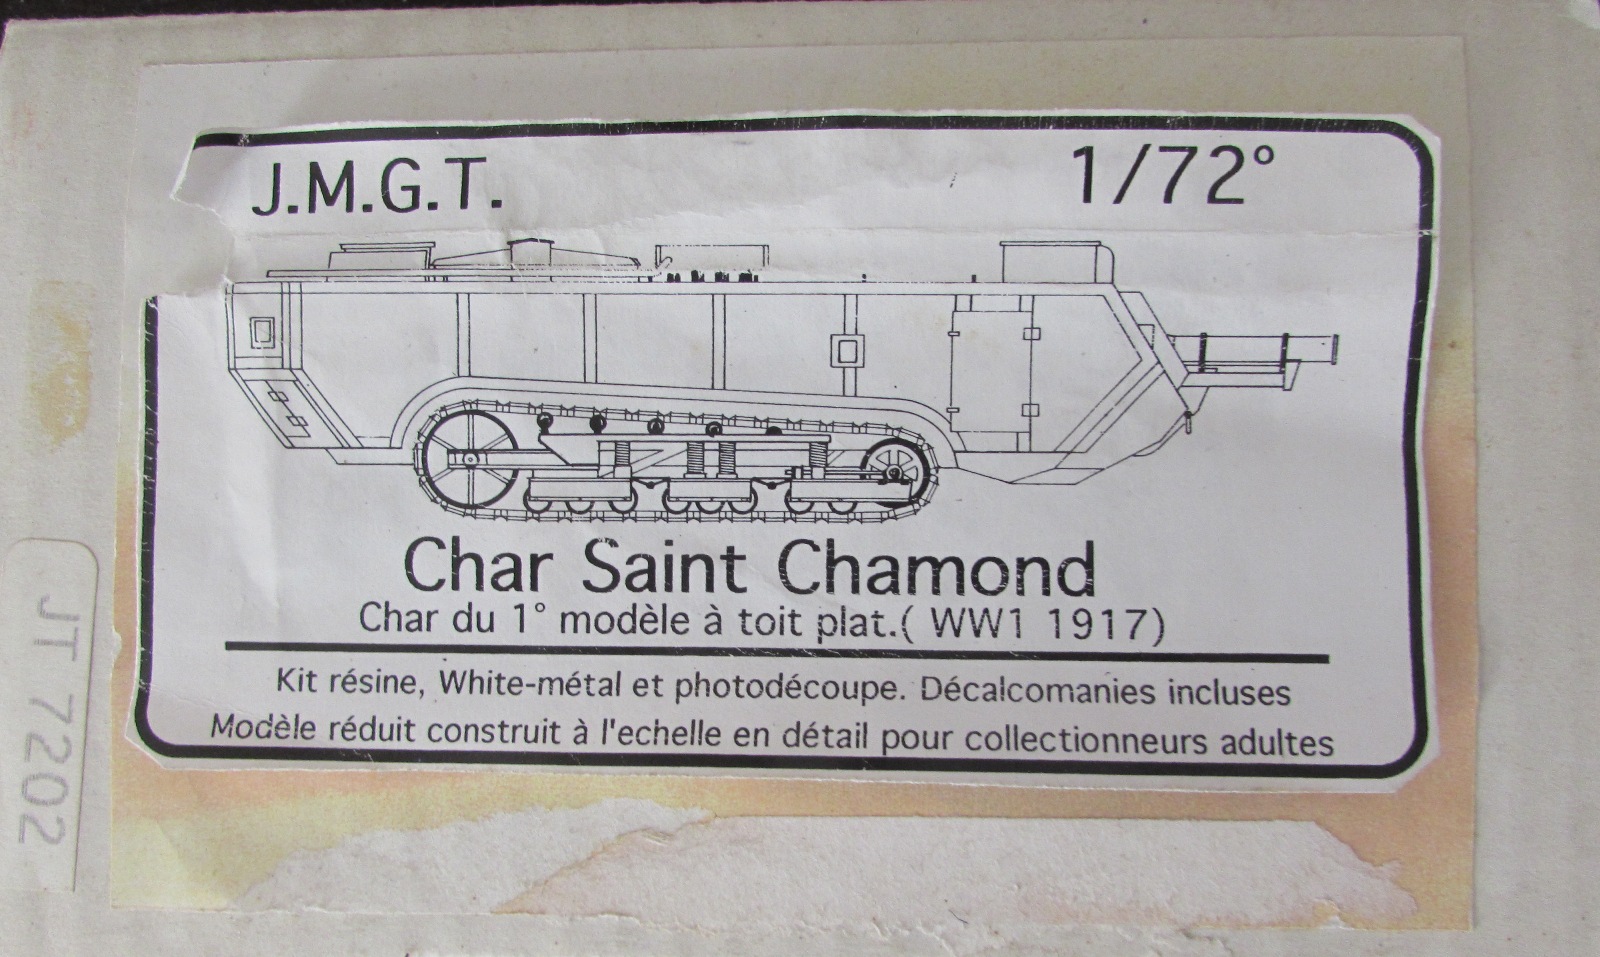 J.M.G.T.
1/72°
Char Saint Chamond
Char du 1° modèle à toit plat.( WW1 1917)
Kit résine, White-métal et photodécoupe. Décalcomanies incluses
Modèle réduit construit à l'echelle en détail pour collectionneurs adultes
JT 7202